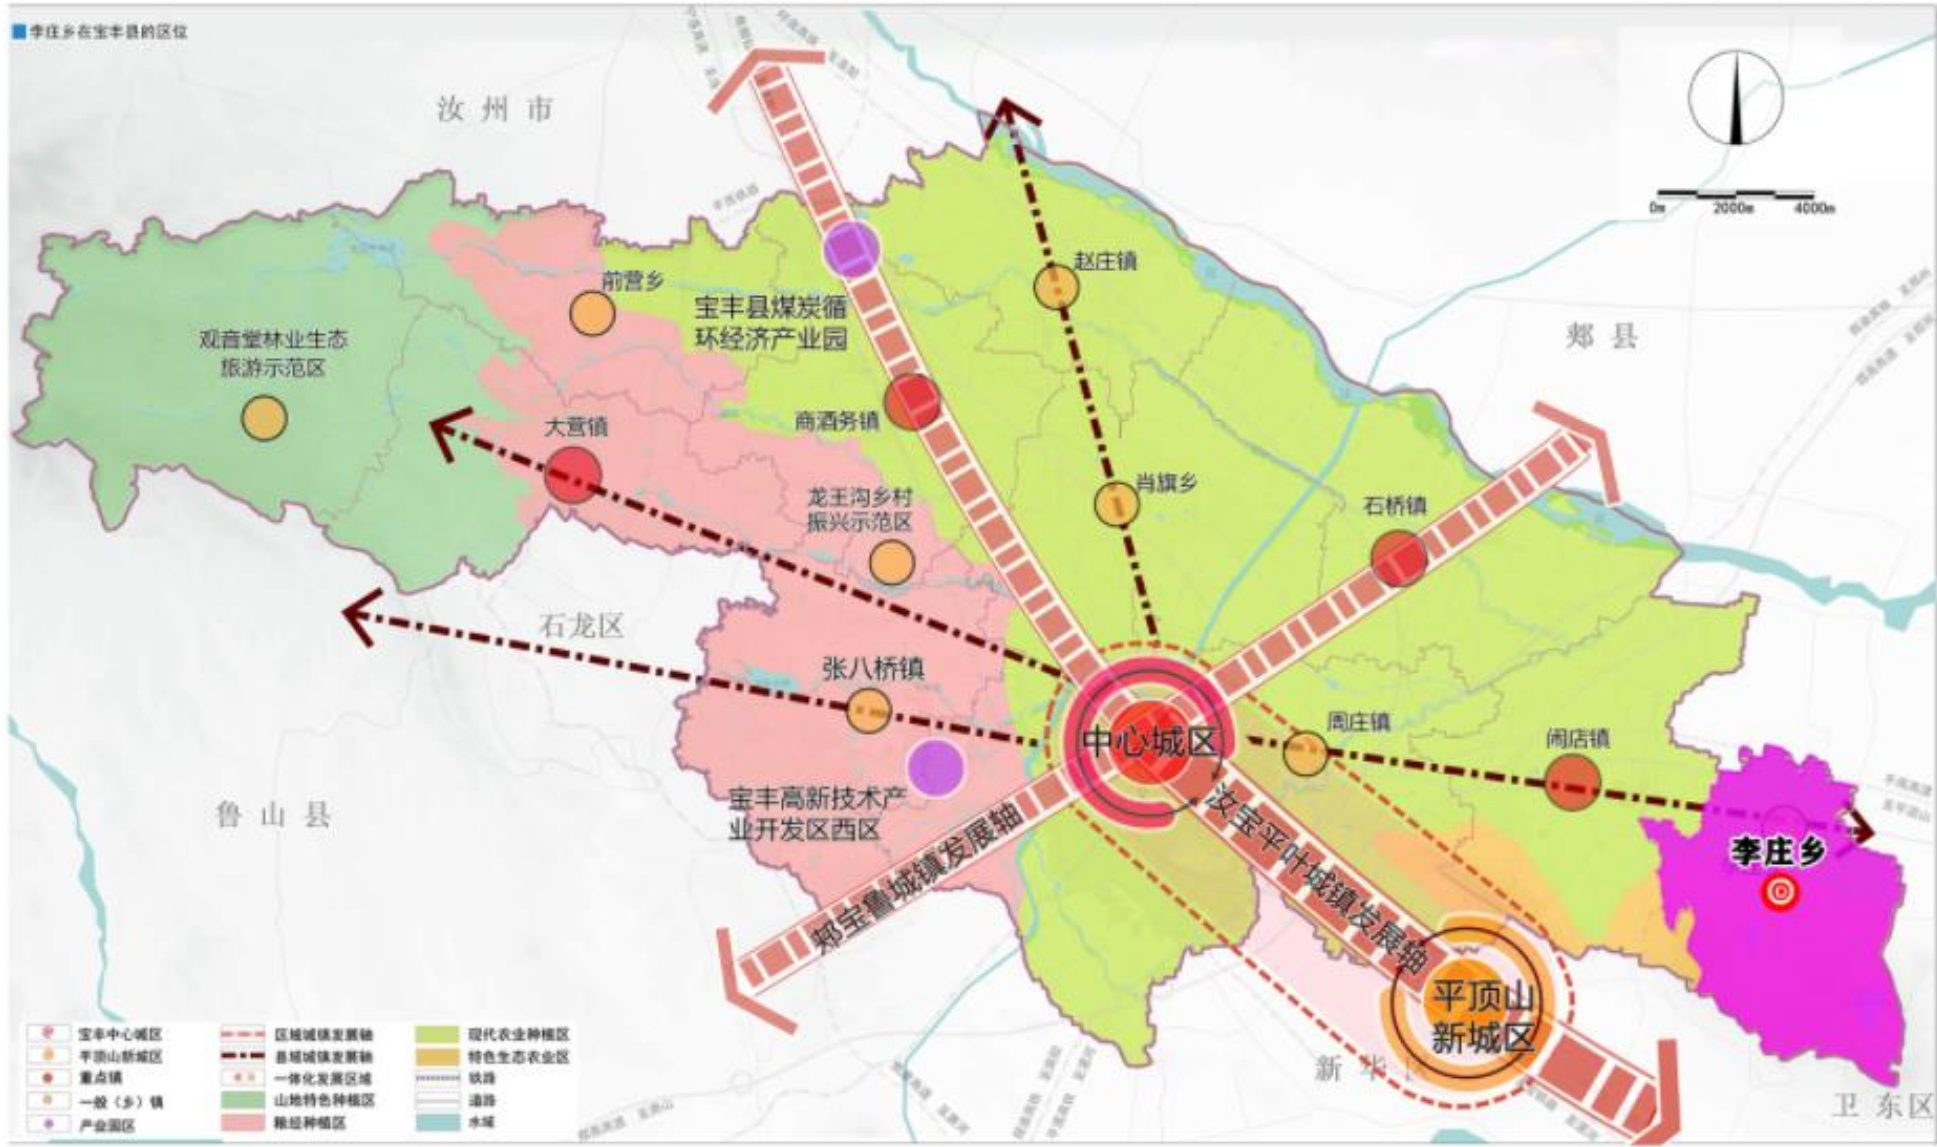 李庄乡在宝丰县的区位
汝州市
0m 2000m 4000m
赵庄镇
前营乡
宝丰县煤炭循
环经济产业园
郏县
观音堂林业生态
旅游示范区
商酒务镇
大营镇
肖旗乡
龙王沟乡村
振兴示范区
石桥镇
石龙区
张八桥镇
中心城区
周庄镇
闹店镇
宝丰高新技术产
业开发区西区
鲁山县
郏宝鲁城镇发展轴
汝宝平叶城镇发展轴
李庄乡
平顶山
新城区
新华区
卫东区
宝丰中心城区
平顶山新城区
重点镇
一般（乡）镇
产业园区
区域城镇发展轴
县域城镇发展轴
一体化发展区域
山地特色种植区
粮经种植区
现代农业种植区
特色生态农业区
铁路
道路
水域